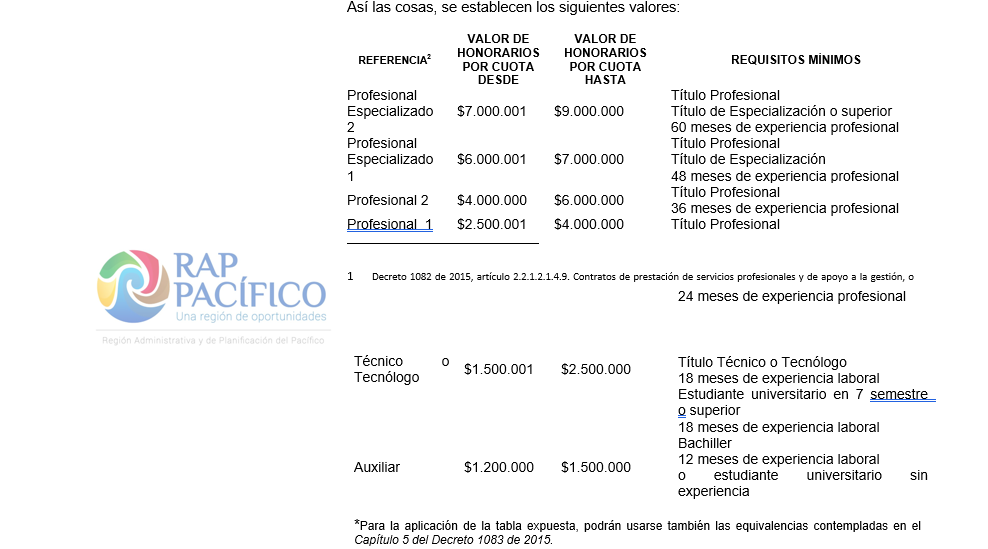 Así las cosas, se establecen los siguientes valores:
REFERENCIA²
VALOR DE
HONORARIOS
POR CUOTA
DESDE
VALOR DE
HONORARIOS
POR CUOTA
HASTA
REQUISITOS MÍNIMOS
Profesional
Especializado
2
$7.000.001
$9.000.000
Título Profesional
Título de Especialización o superior
60 meses de experiencia profesional
Profesional
Especializado
1
$6.000.001
$7.000.000
Título Profesional
Título de Especialización
48 meses de experiencia profesional
Profesional 2
$4.000.000
$6.000.000
Título Profesional
36 meses de experiencia profesional
Profesional 1
$2.500.001
$4.000.000
Título Profesional
1 Decreto 1082 de 2015, artículo 2.2.1.2.1.4.9. Contratos de prestación de servicios profesionales y de apoyo a la gestión, o
24 meses de experiencia profesional
RAP
PACÍFICO
Una región de oportunidades
Región Administrativa y de Planificación del Pacífico
Técnico o
Tecnólogo
$1.500.001
$2.500.000
Título Técnico o Tecnólogo
18 meses de experiencia laboral
Estudiante universitario en 7 semestre
o superior
18 meses de experiencia laboral
Auxiliar
$1.200.000
$1.500.000
Bachiller
12 meses de experiencia laboral
o estudiante universitario sin
experiencia
*Para la aplicación de la tabla expuesta, podrán usarse también las equivalencias contempladas en el
Capítulo 5 del Decreto 1083 de 2015.